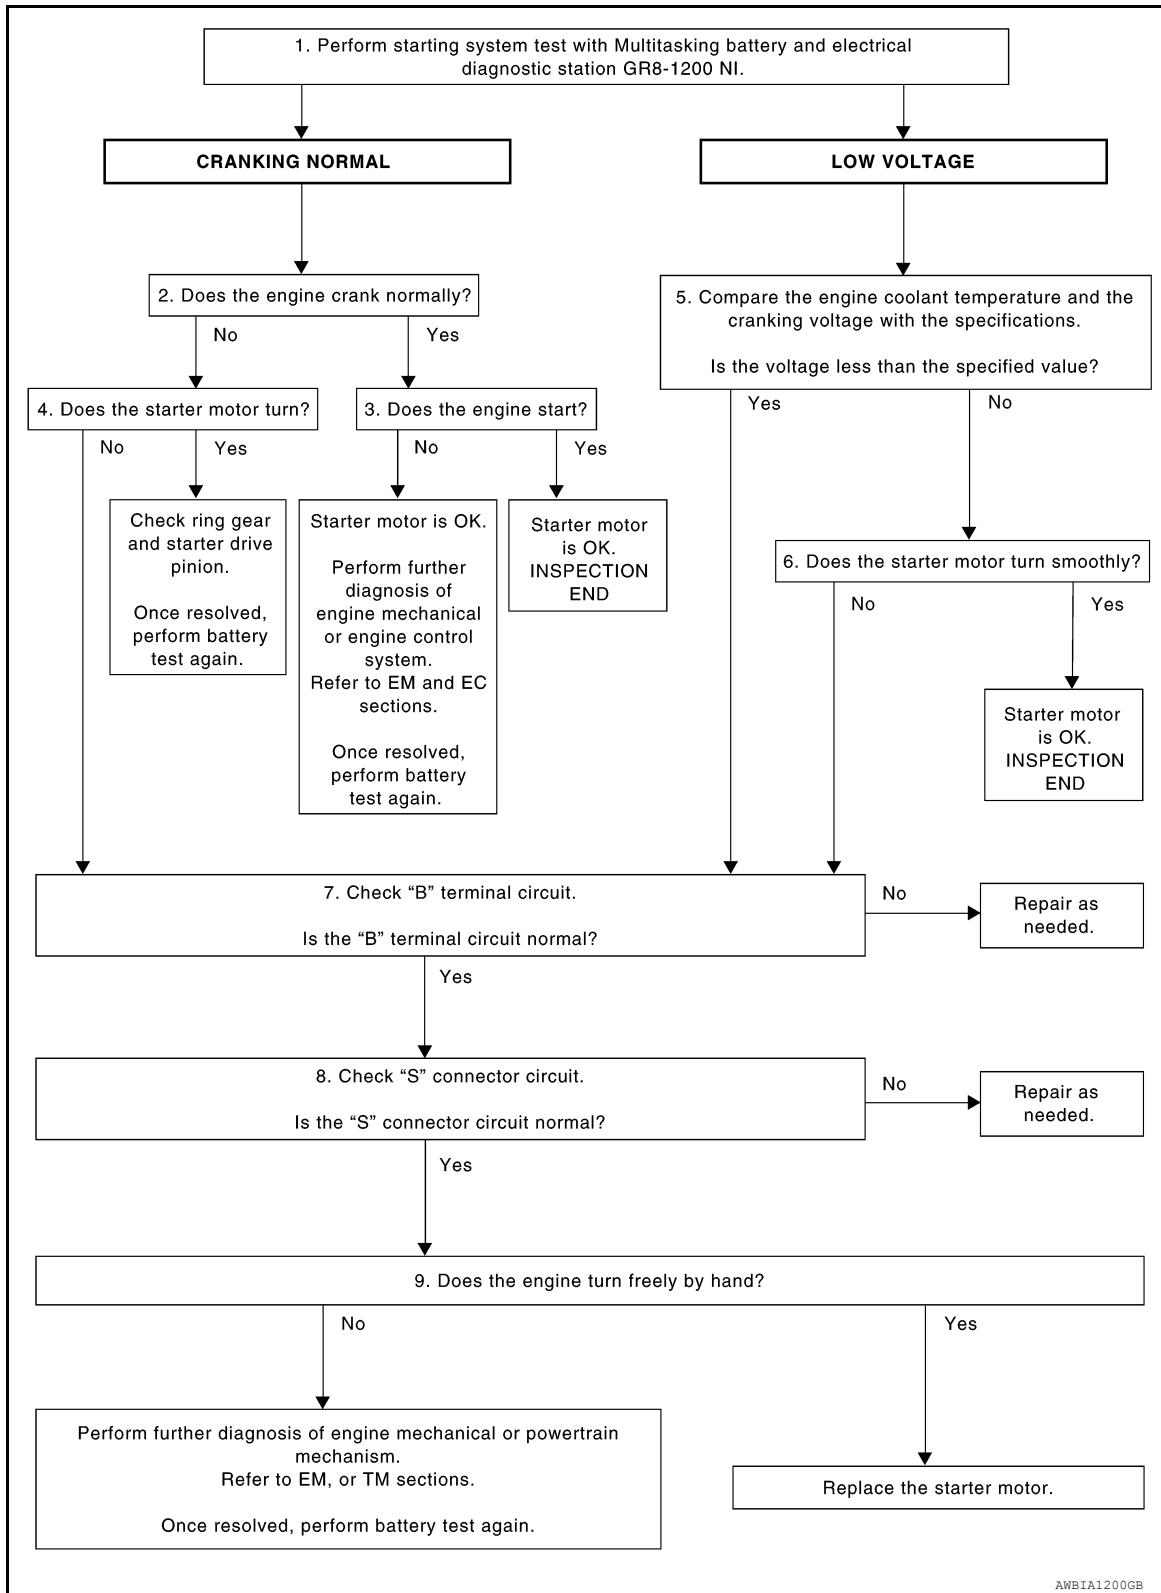 1. Perform starting system test with Multitasking battery and electrical
diagnostic station GR8-1200 NI.
CRANKING NORMAL
LOW VOLTAGE
2. Does the engine crank normally?
5. Compare the engine coolant temperature and the
cranking voltage with the specifications.
Is the voltage less than the specified value?
No
Yes
4. Does the starter motor turn?
3. Does the engine start?
Yes
No
No
Yes
No
Yes
Check ring gear
and starter drive
pinion.
Once resolved,
perform battery
test again.
Starter motor is OK.
Perform further
diagnosis of
engine mechanical
or engine control
system.
Refer to EM and EC
sections.
Once resolved,
perform battery
test again.
Starter motor
is OK.
INSPECTION
END
6. Does the starter motor turn smoothly?
No
Yes
Starter motor
is OK.
INSPECTION
END
7. Check “B” terminal circuit.
Is the “B” terminal circuit normal?
No
Repair as
needed.
Yes
8. Check “S” connector circuit.
Is the “S” connector circuit normal?
No
Repair as
needed.
Yes
9. Does the engine turn freely by hand?
No
Yes
Perform further diagnosis of engine mechanical or powertrain
mechanism.
Refer to EM, or TM sections.
Once resolved, perform battery test again.
Replace the starter motor.
AWBIA1200GB